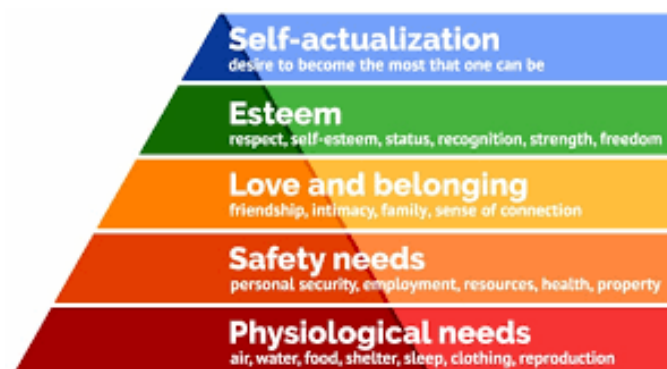 Self-actualization
desire to become the most that one can be
Esteem
respect, self-esteem, status, recognition, strength, freedom
Love and belonging
friendship, intimacy, family, sense of connection
Safety needs
personal security, employment, resources, health, property
Physiological needs
air, water, food, shelter, sleep, clothing, reproduction